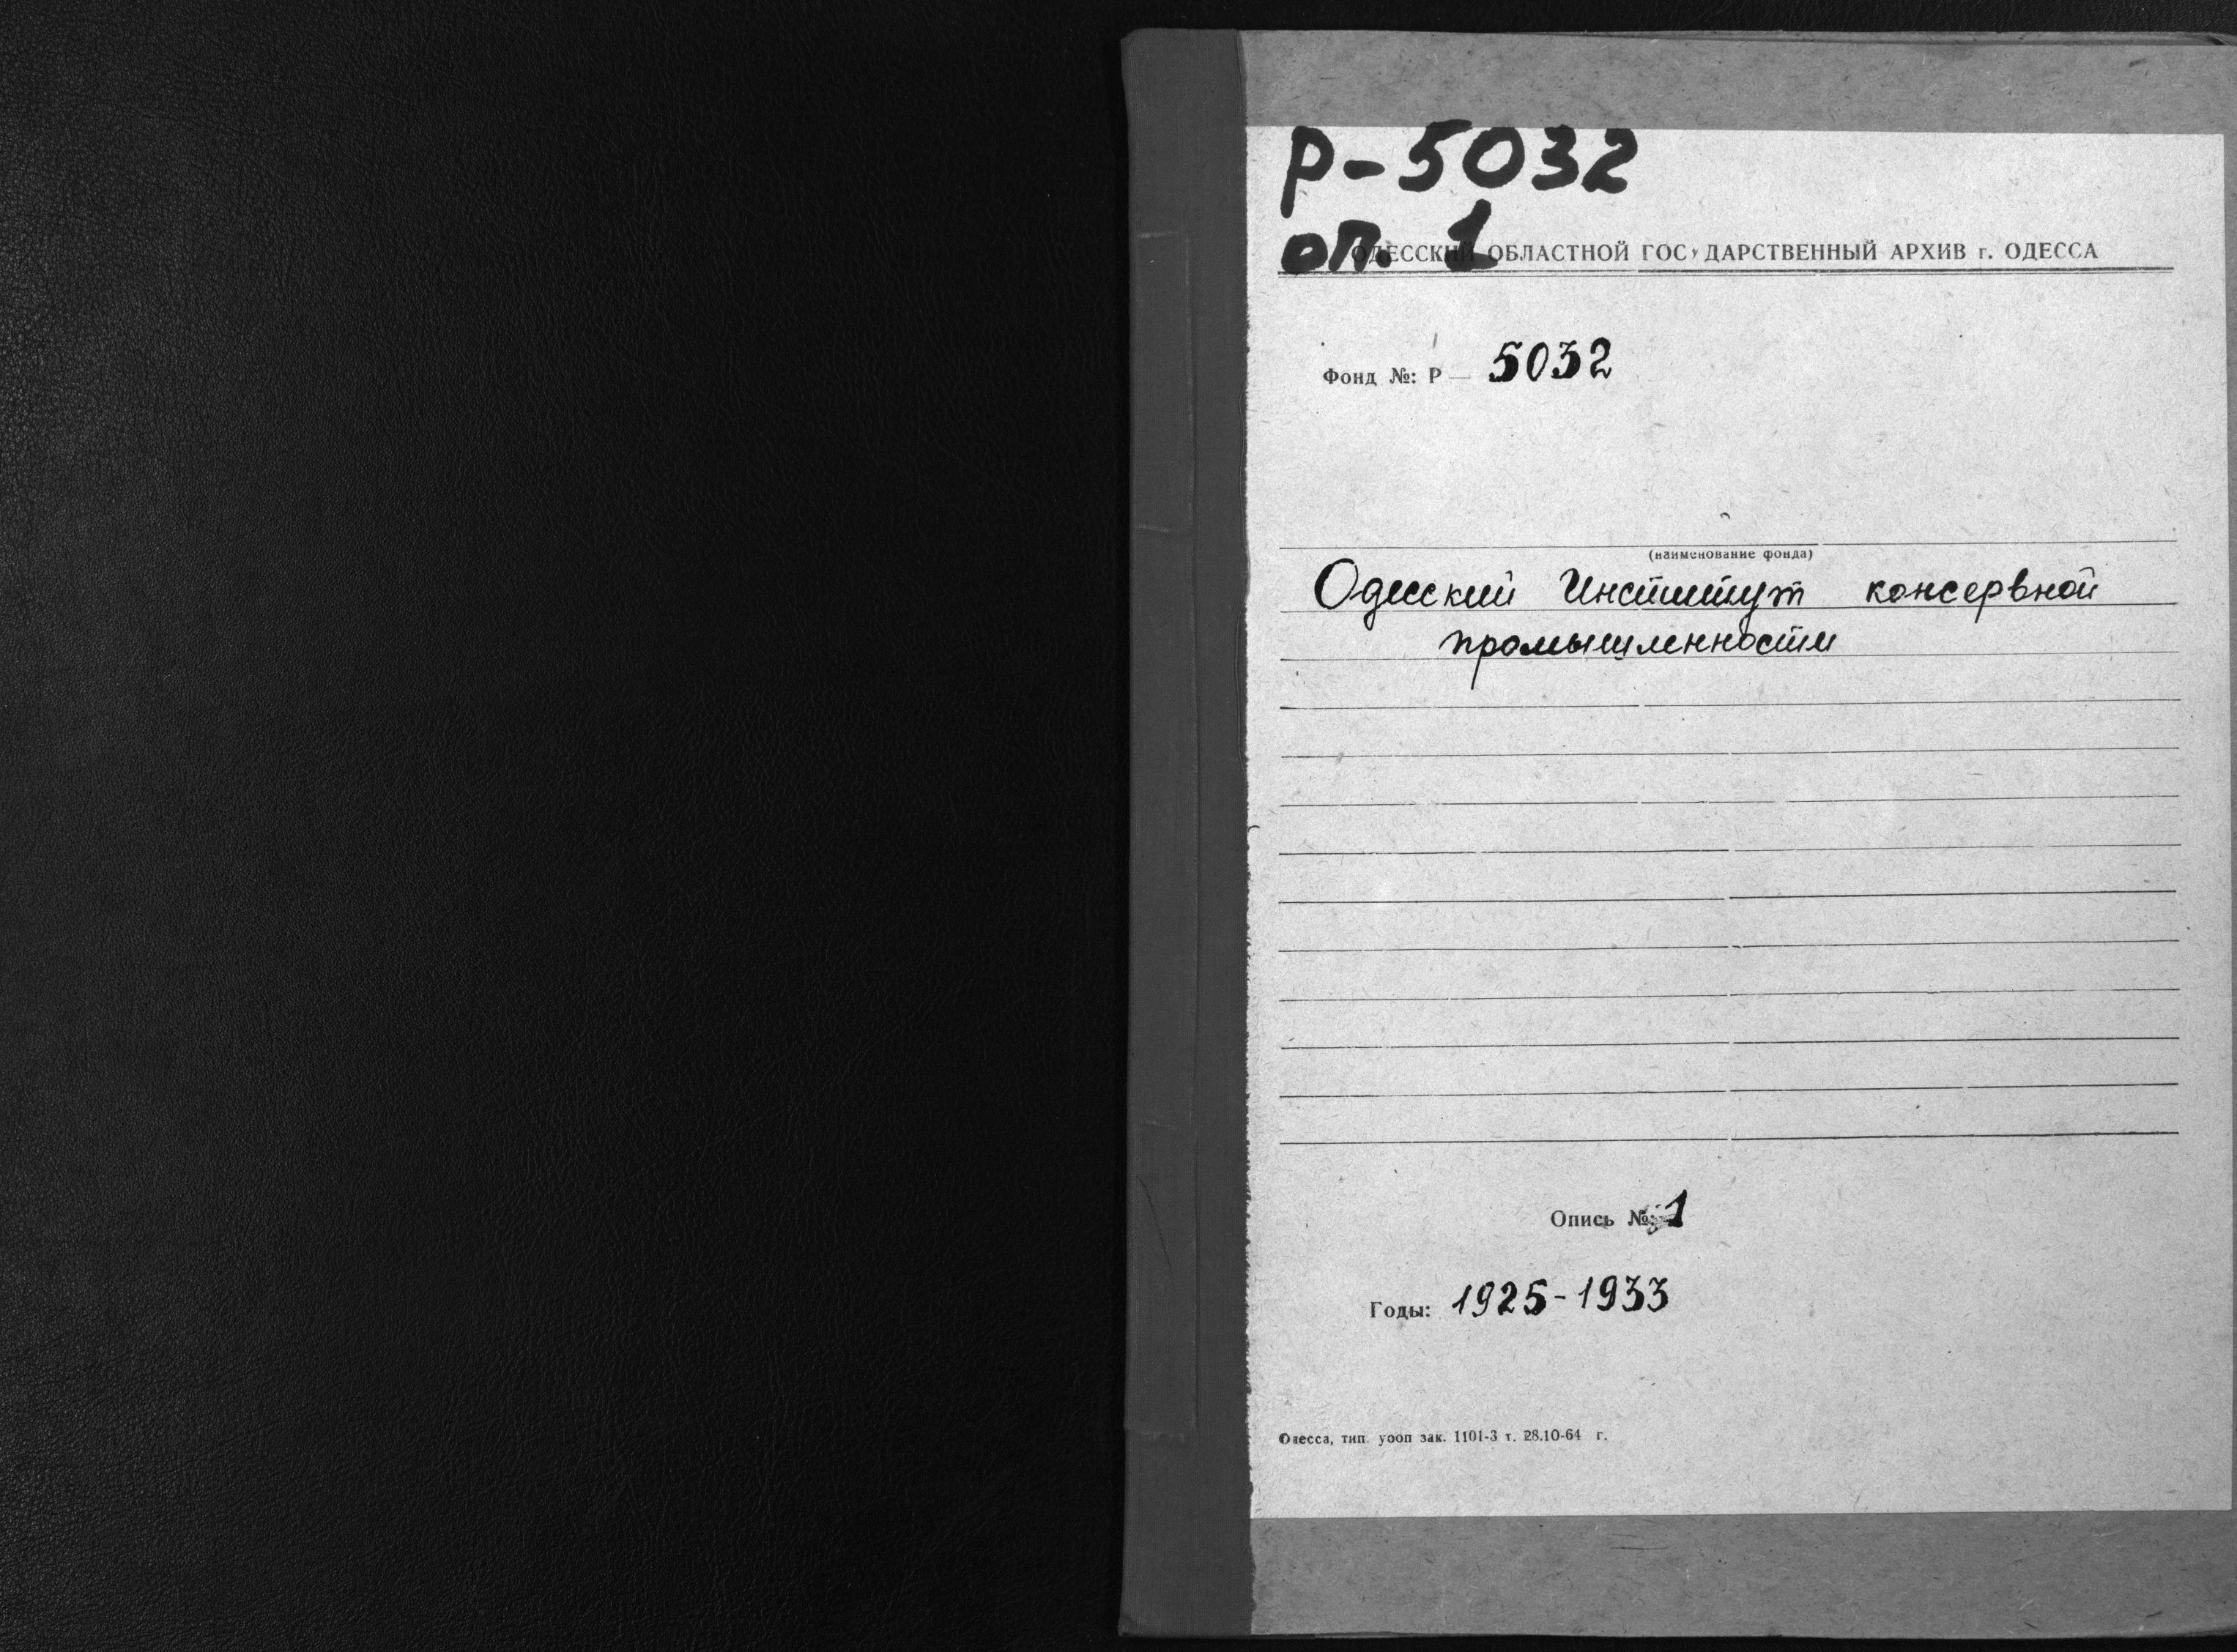 Р-5032
оп. 1
ОДЕССКИЙ ОБЛАСТНОЙ ГОСУДАРСТВЕННЫЙ АРХИВ г. ОДЕССА
Фонд №: Р — 5032
(наименование фонда)
Одесский Институт консервной
промышленности
Опись №: 1
Годы: 1925-1933
Одесса, тип. уооп зак. 1101-3 т. 28.10-64 г.